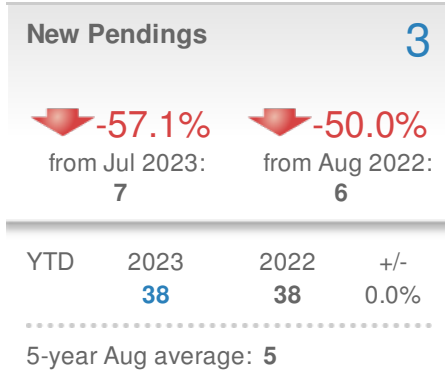 New Pendings 3
-57.1% -50.0%
from Jul 2023: from Aug 2022:
7 6
YTD 2023 2022 +/-
38 38 0.0%
5-year Aug average: 5